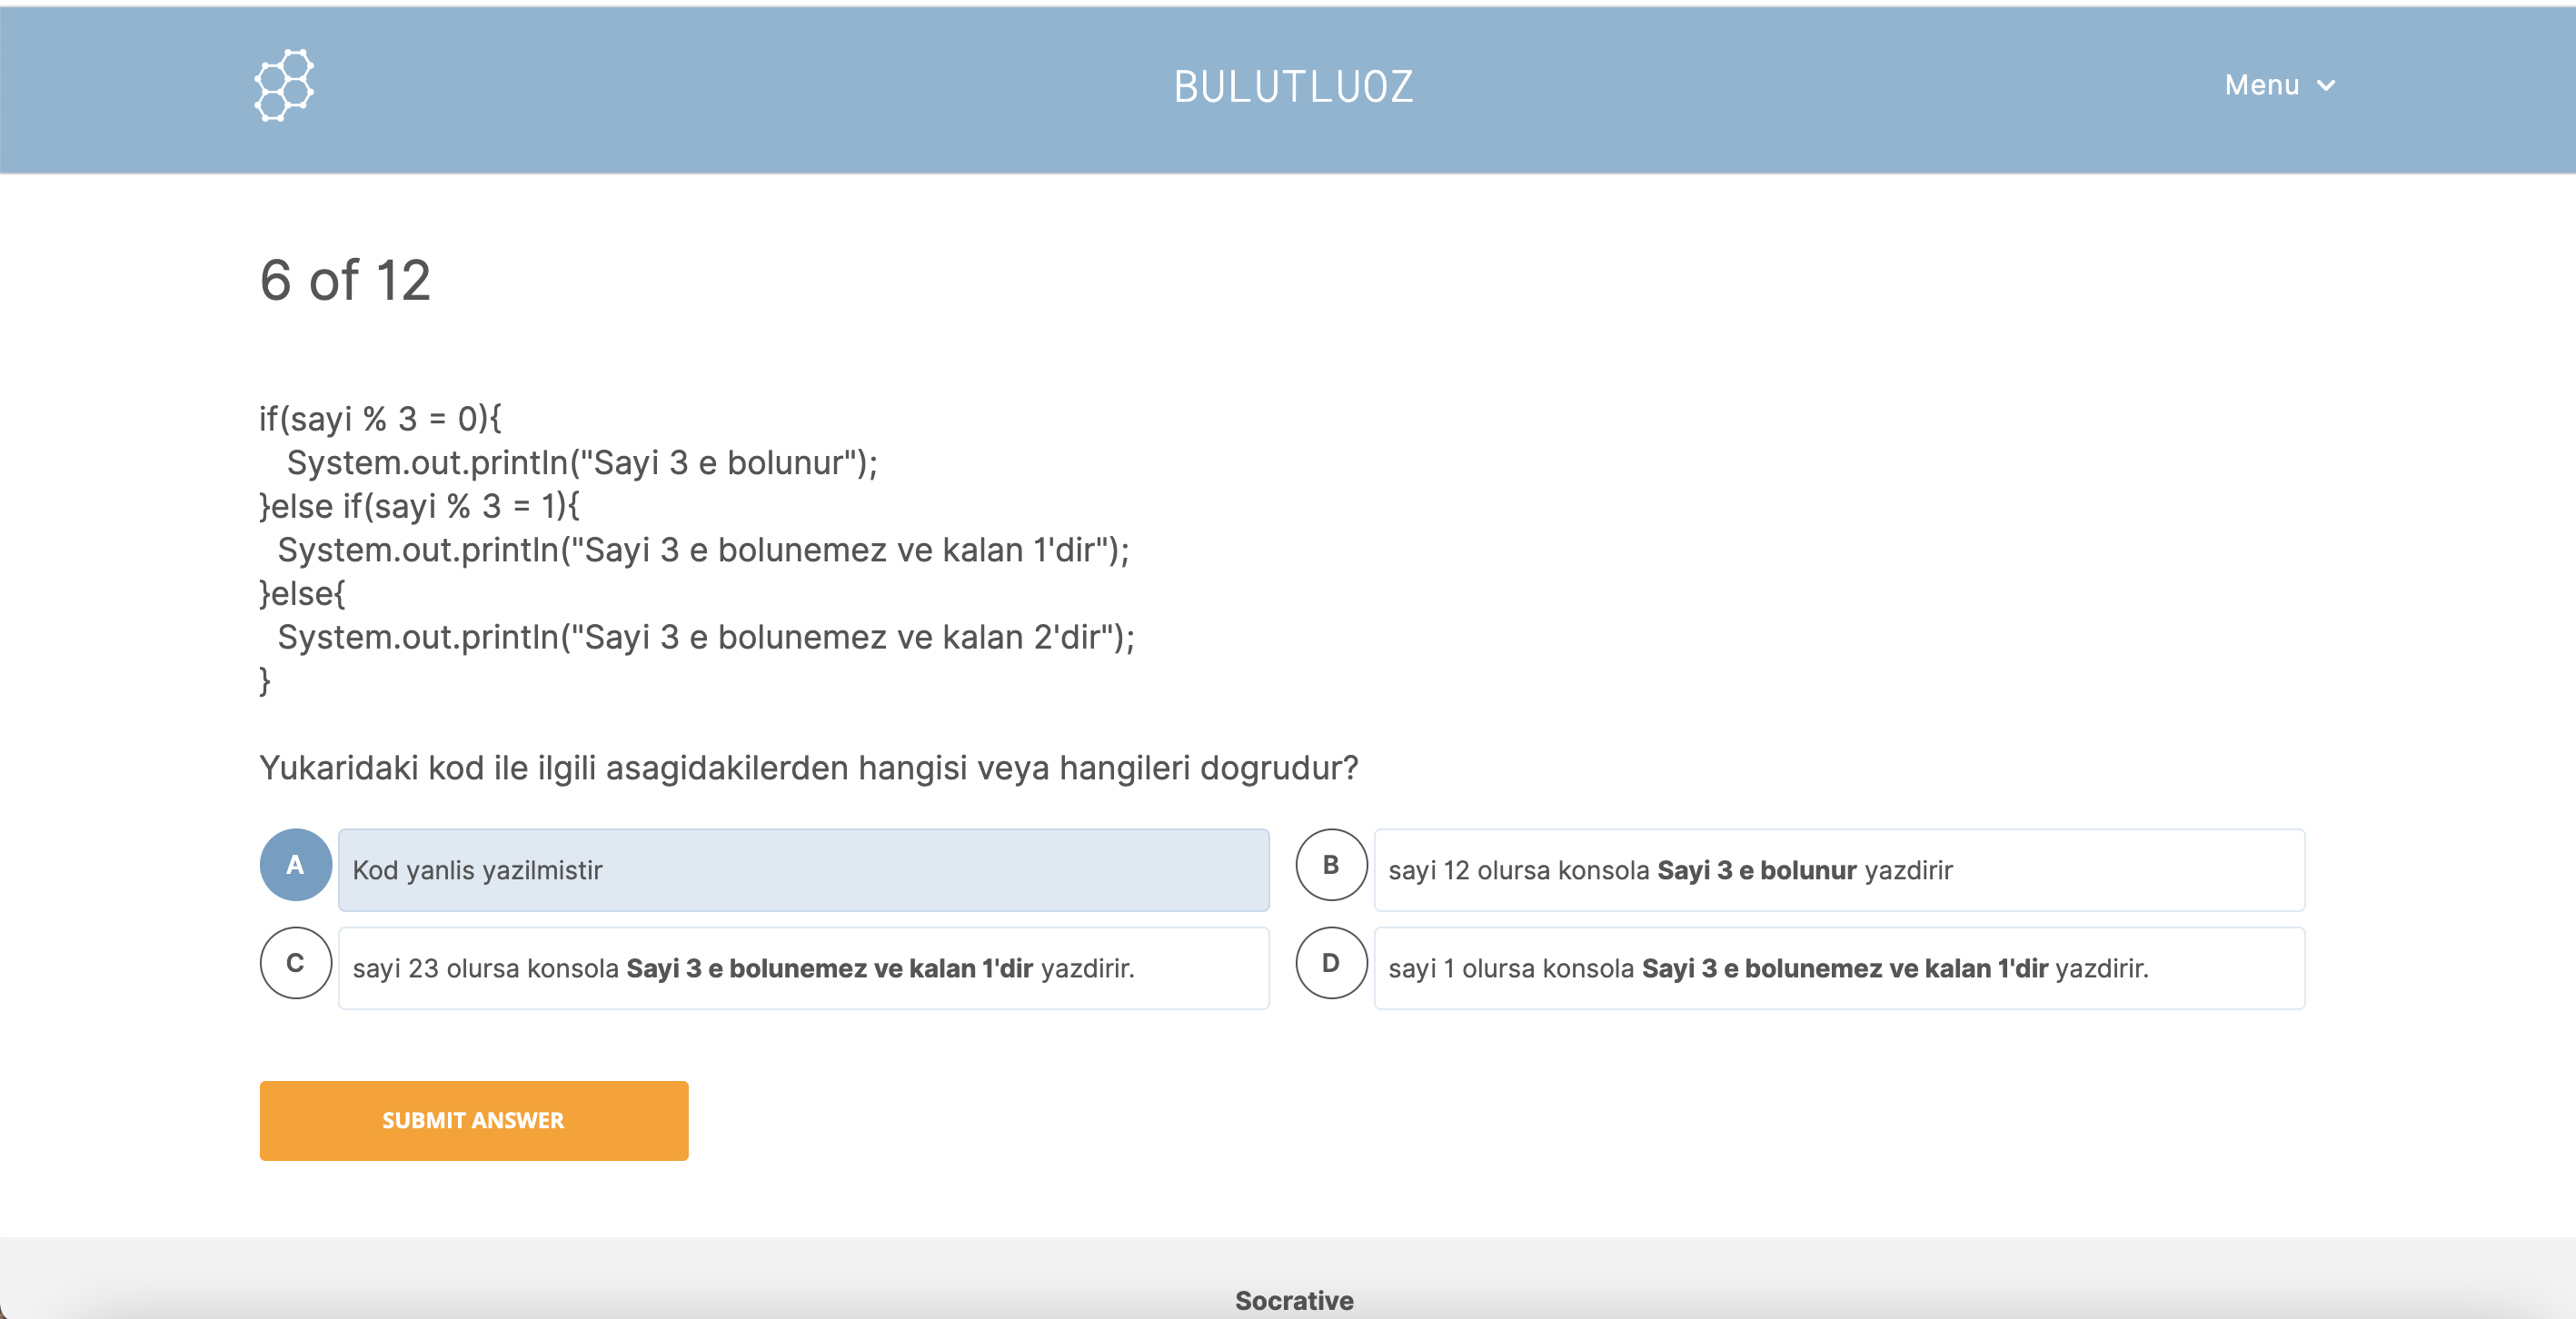 BULUTLUOZ
Menu
6 of 12
if(sayi % 3 = 0){
System.out.println("Sayi 3 e bolunur");
}else if(sayi % 3 = 1){
System.out.println("Sayi 3 e bolunemez ve kalan 1'dir");
}else{
System.out.println("Sayi 3 e bolunemez ve kalan 2'dir");
}
Yukaridaki kod ile ilgili asagidakilerden hangisi veya hangileri dogrudur?
A Kod yanlis yazilmistir
B sayi 12 olursa konsola Sayi 3 e bolunur yazdirir
C sayi 23 olursa konsola Sayi 3 e bolunemez ve kalan 1'dir yazdirir.
D sayi 1 olursa konsola Sayi 3 e bolunemez ve kalan 1'dir yazdirir.
SUBMIT ANSWER
Socrative